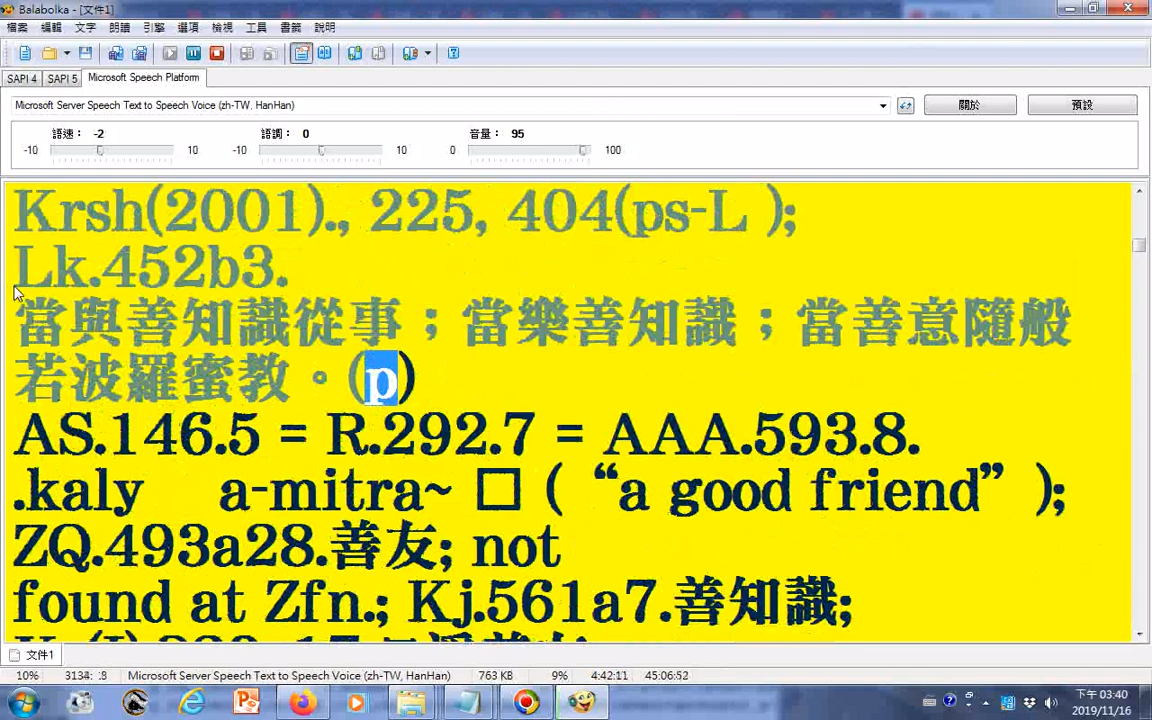 Balabolka - [文件1]
檔案 編輯 文字 朗讀 引擎 選項 檢視 工具 書籤 說明
SAPI 4 SAPI 5 Microsoft Speech Platform
Microsoft Server Speech Text to Speech Voice (zh-TW, HanHan) 關於 預設
語速： -2 語調： 0 音量： 95
-10 10 -10 10 0 100
Krsh(2001)., 225, 404(ps-L );
Lk.452b3.
當與善知識從事；當樂善知識；當善意隨般
若波羅蜜教。(p)
AS.146.5 = R.292.7 = AAA.593.8.
.kaly a-mitra~ □ ( “a good friend” );
ZQ.493a28.善友; not
found at Zfn.; Kj.561a7.善知識;
文件1
10% 3134: :8 Microsoft Server Speech Text to Speech Voice (zh-TW, HanHan) 763 KB 9% 4:42:11 45:06:52
下午 03:40
2019/11/16